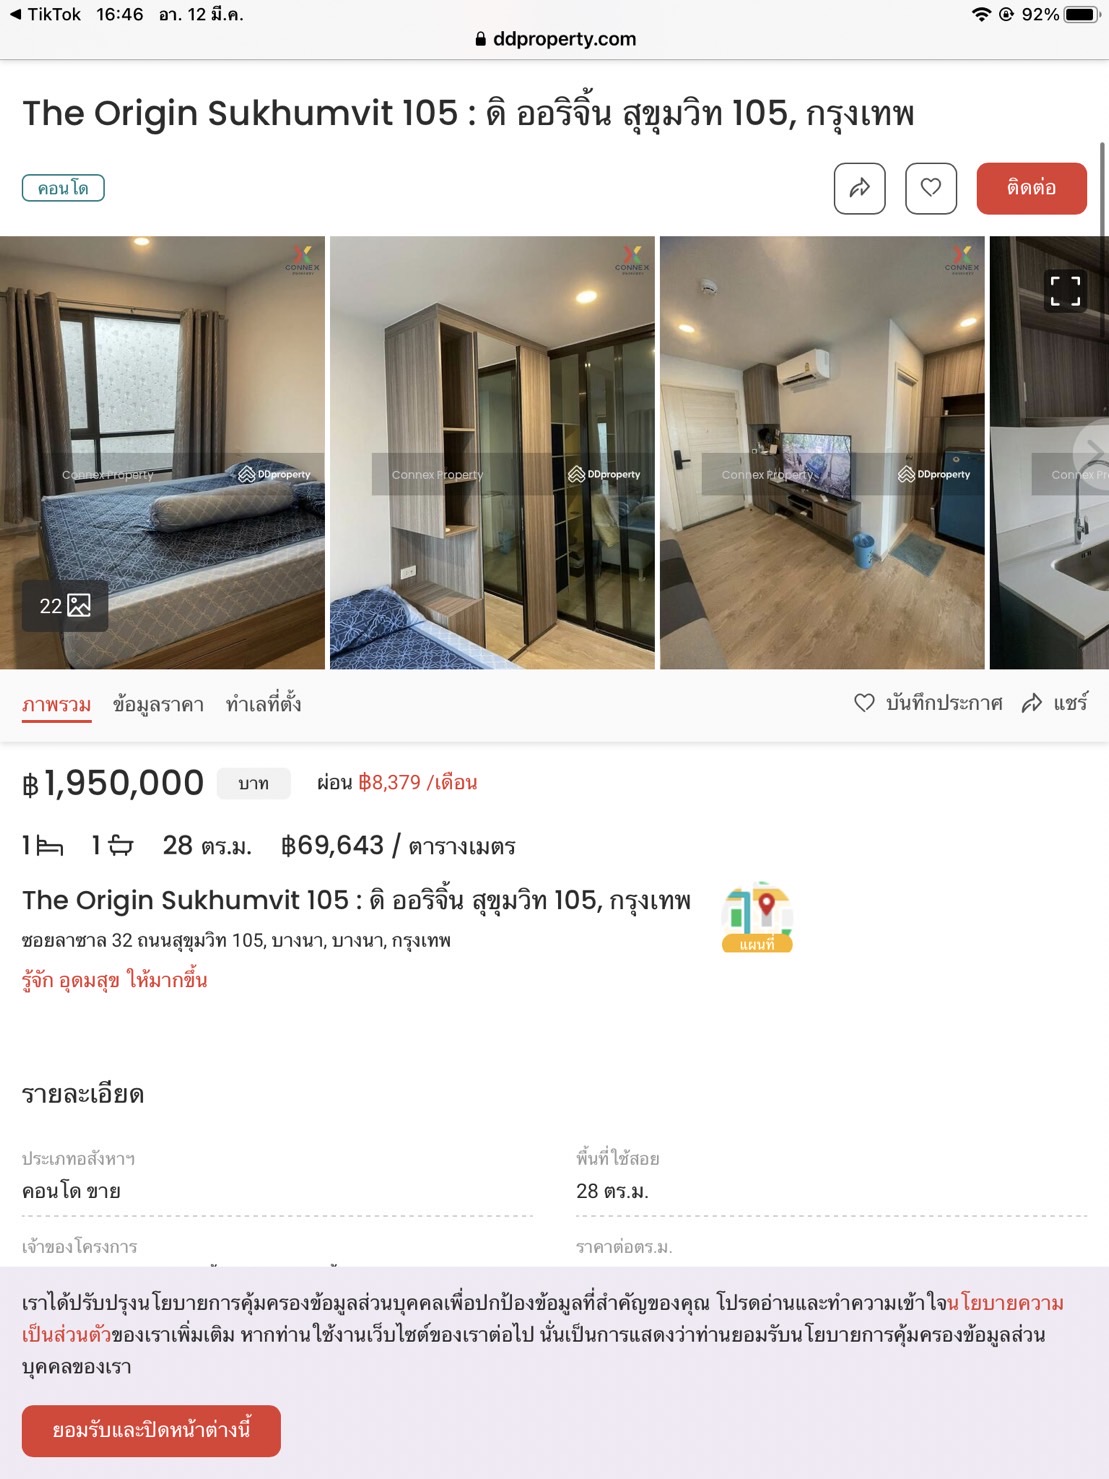 TikTok 16:46 อา. 12 มี.ค. 92%
ddproperty.com
The Origin Sukhumvit 105 : ดิ ออริจิ้น สุขุมวิท 105, กรุงเทพ
คอนโด
ติดต่อ
CONNEX CONNEX CONNEX
Connex Property DDproperty Connex Property DDproperty Connex Property DDproperty Connex Pr
22
ภาพรวม ข้อมูลราคา ทำเลที่ตั้ง บันทึกประกาศ แชร์
฿1,950,000 บาท ผ่อน ฿8,379 /เดือน
1 1 28 ตร.ม. ฿69,643 / ตารางเมตร
The Origin Sukhumvit 105 : ดิ ออริจิ้น สุขุมวิท 105, กรุงเทพ
แผนที่
ซอยลาซาล 32 ถนนสุขุมวิท 105, บางนา, บางนา, กรุงเทพ
รู้จัก อุดมสุข ให้มากขึ้น
รายละเอียด
ประเภทอสังหาฯ พื้นที่ใช้สอย
คอนโด ขาย 28 ตร.ม.
เจ้าของโครงการ ราคาต่อตร.ม.
เราได้ปรับปรุงนโยบายการคุ้มครองข้อมูลส่วนบุคคลเพื่อปกป้องข้อมูลที่สำคัญของคุณ โปรดอ่านและทำความเข้าใจนโยบายความ
เป็นส่วนตัวของเราเพิ่มเติม หากท่านใช้งานเว็บไซต์ของเราต่อไป นั่นเป็นการแสดงว่าท่านยอมรับนโยบายการคุ้มครองข้อมูลส่วน
บุคคลของเรา
ยอมรับและปิดหน้าต่างนี้